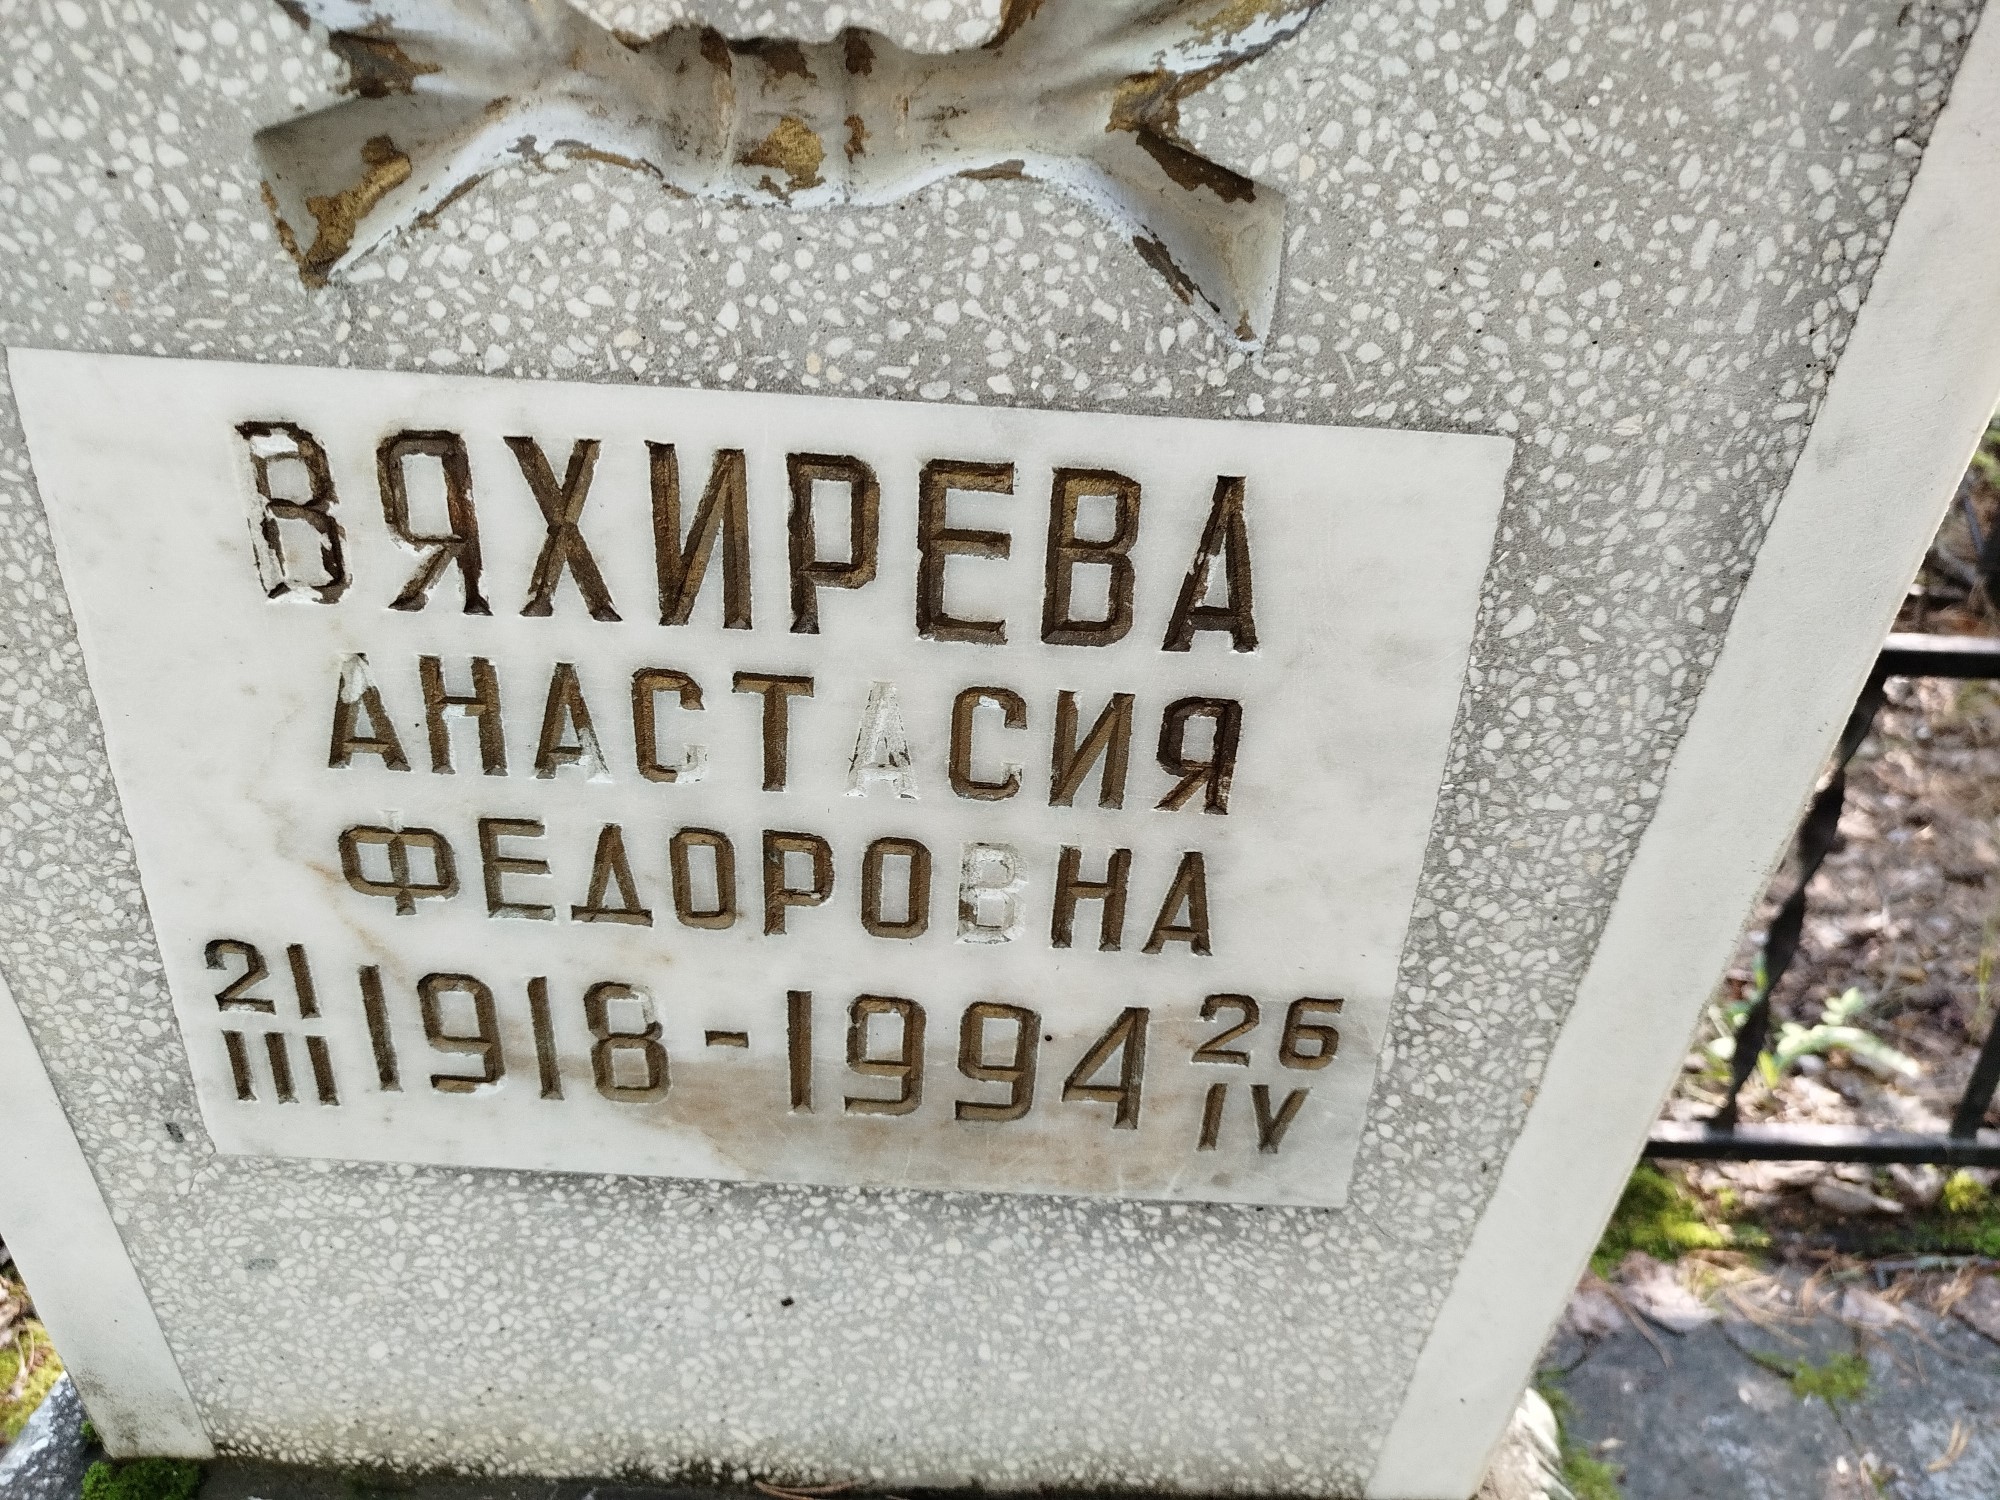 ВЯХИРЕВА
АНАСТАСИЯ
ФЕДОРОВНА
21 III 1918 - 1994 26 IV